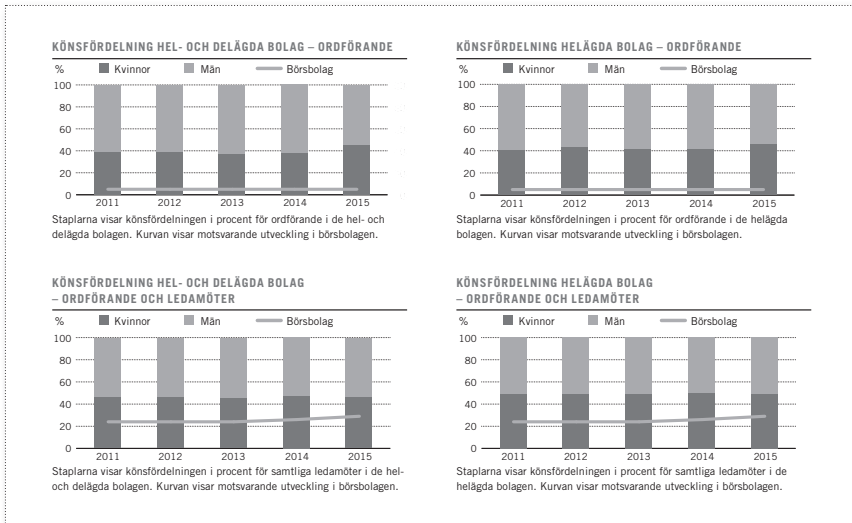 KÖNSFÖRDELNING HEL- OCH DELÄGDA BOLAG – ORDFÖRANDE
% Kvinnor Män Börsbolag
100
80
60
40
20
0
2011 2012 2013 2014 2015
Staplarna visar könsfördelningen i procent för ordförande i de hel- och
delägda bolagen. Kurvan visar motsvarande utveckling i börsbolagen.
KÖNSFÖRDELNING HELÄGDA BOLAG – ORDFÖRANDE
% Kvinnor Män Börsbolag
100
80
60
40
20
0
2011 2012 2013 2014 2015
Staplarna visar könsfördelningen i procent för ordförande i de helägda
bolagen. Kurvan visar motsvarande utveckling i börsbolagen.
KÖNSFÖRDELNING HEL- OCH DELÄGDA BOLAG
– ORDFÖRANDE OCH LEDAMÖTER
% Kvinnor Män Börsbolag
100
80
60
40
20
0
2011 2012 2013 2014 2015
Staplarna visar könsfördelningen i procent för samtliga ledamöter i de hel-
och delägda bolagen. Kurvan visar motsvarande utveckling i börsbolagen.
KÖNSFÖRDELNING HELÄGDA BOLAG
– ORDFÖRANDE OCH LEDAMÖTER
% Kvinnor Män Börsbolag
100
80
60
40
20
0
2011 2012 2013 2014 2015
Staplarna visar könsfördelningen i procent för samtliga ledamöter i de
helägda bolagen. Kurvan visar motsvarande utveckling i börsbolagen.